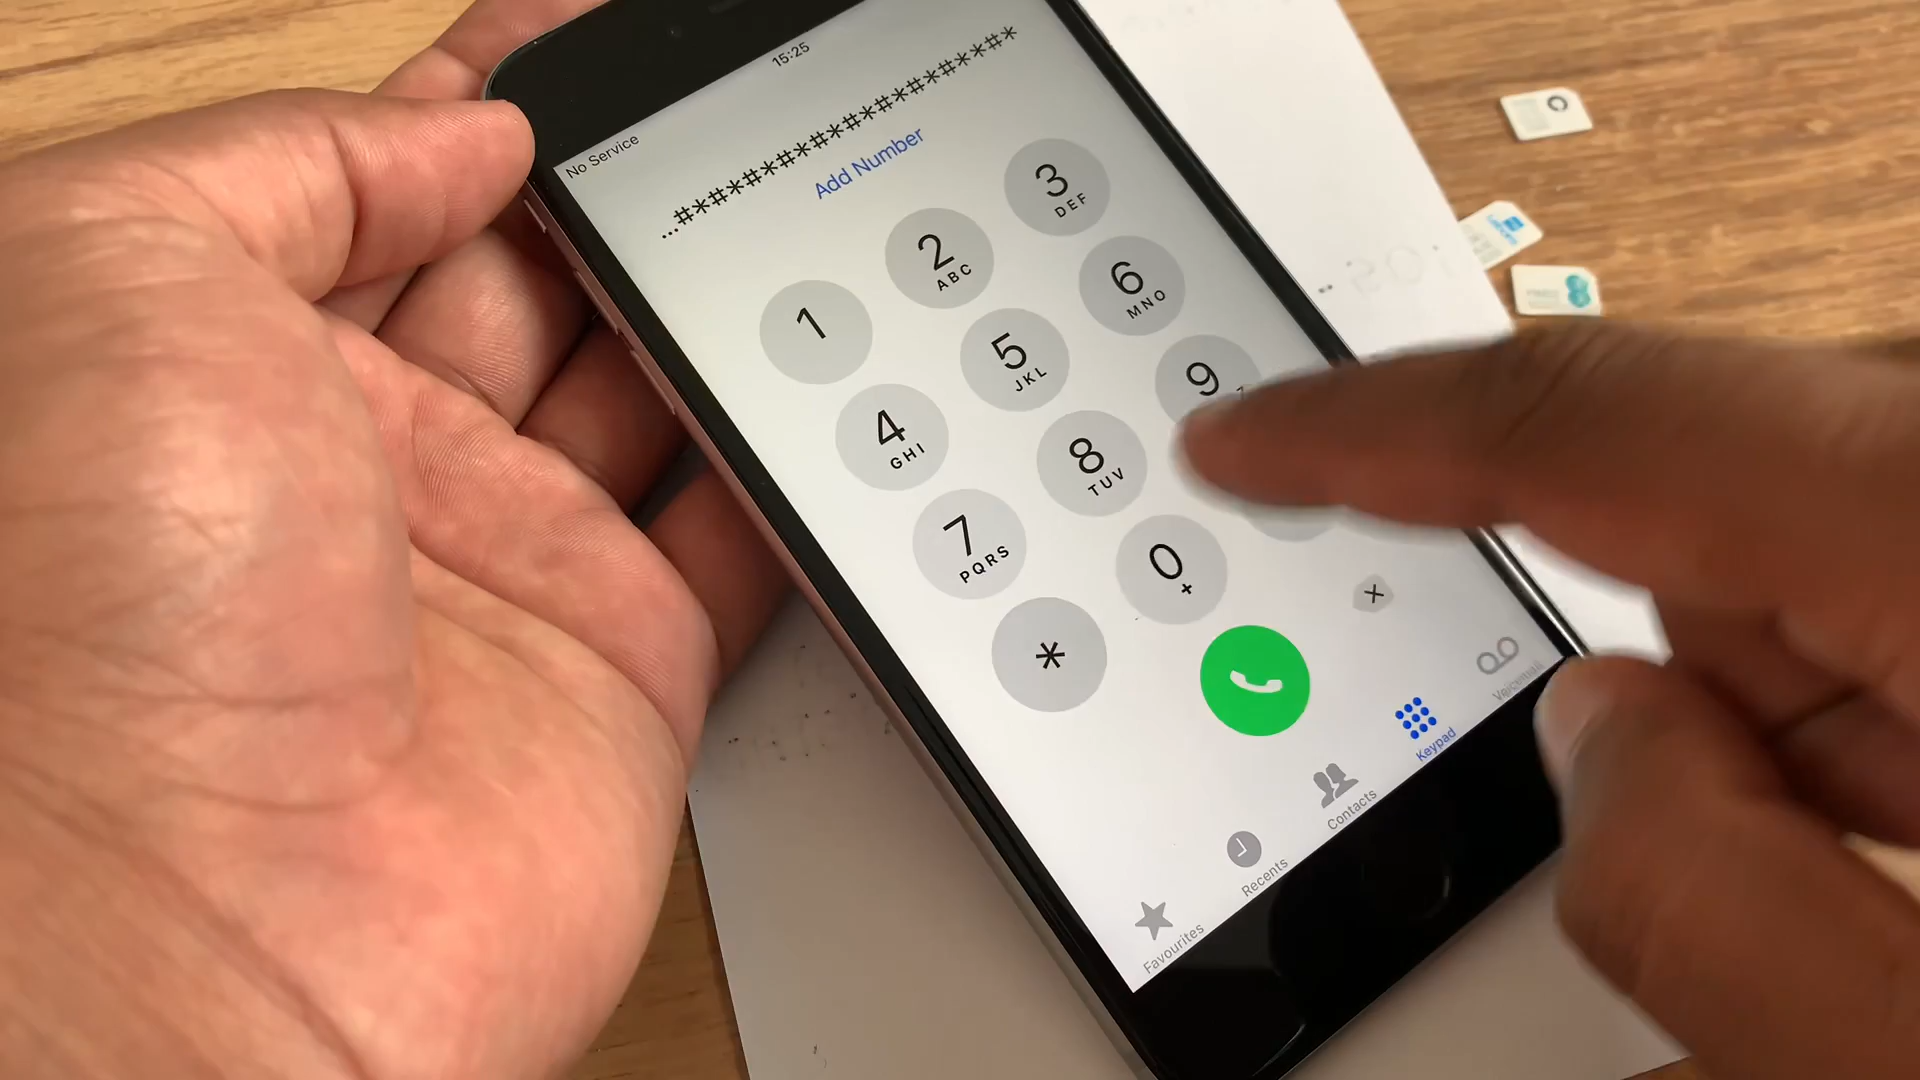 No Service
15:25
...#*#*#*#*#*#*#*#*#*#*
Add Number
1
2
ABC
3
DEF
4
GHI
5
JKL
6
MNO
7
PQRS
8
TUV
9
*
0
+
Favourites
Recents
Contacts
Keypad
Voicemail